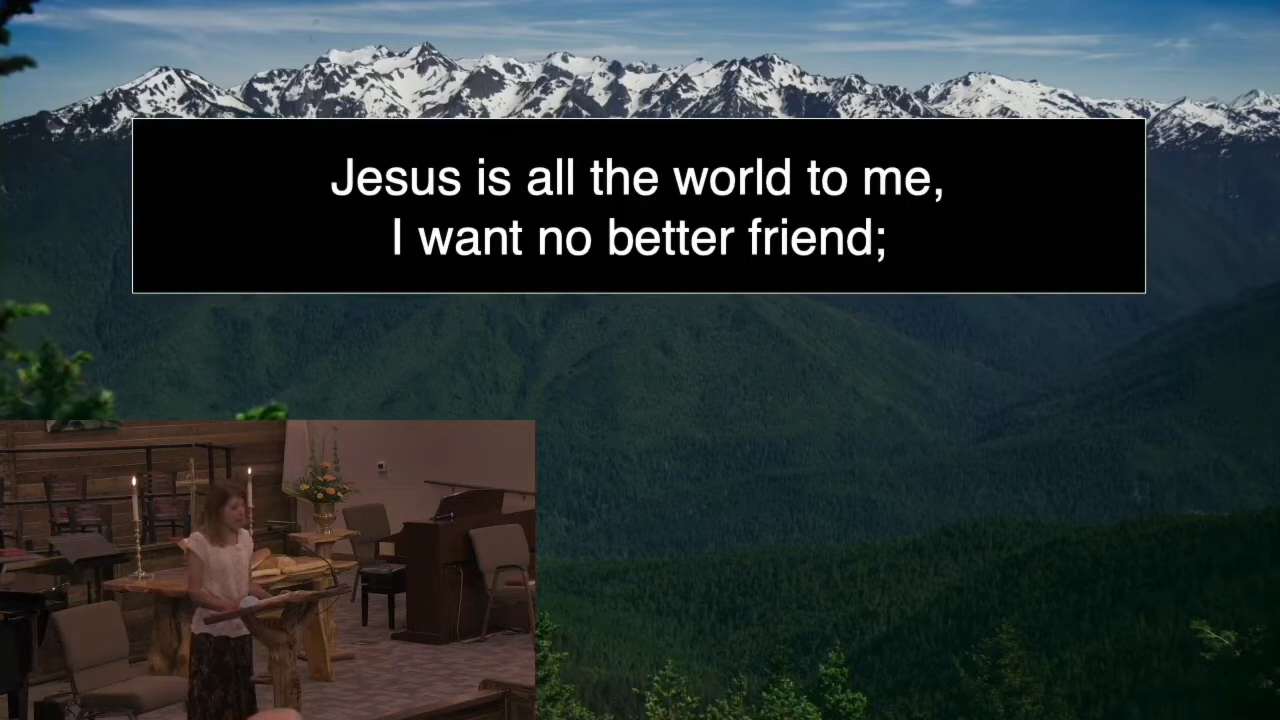 Jesus is all the world to me,
I want no better friend;